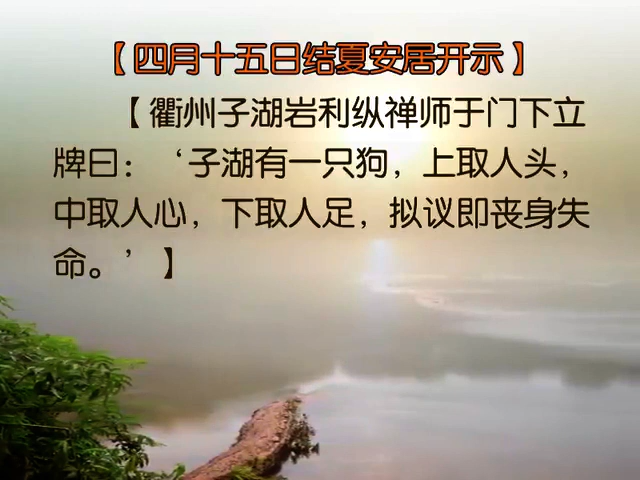 【四月十五日结夏安居开示】
【衢州子湖岩利纵禅师于门下立
牌曰：‘子湖有一只狗，上取人头，
中取人心，下取人足，拟议即丧身失
命。’】